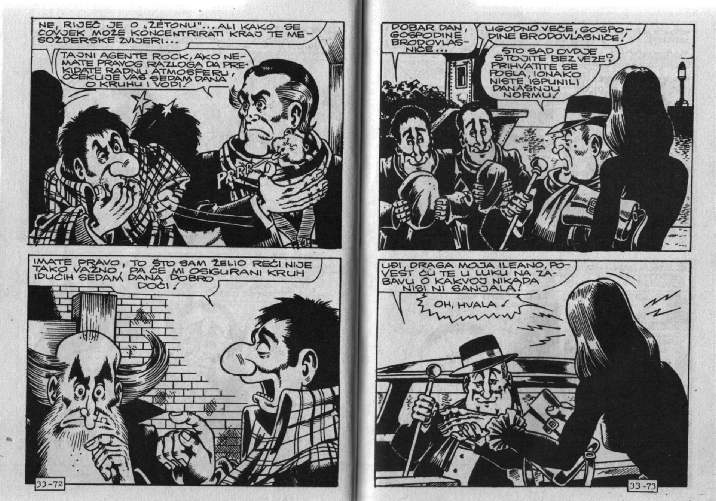 NE, RIJEČ JE O „ŽETONU"... ALI KAKO SE
ČOVJEK MOŽE KONCENTRIRATI KRAJ TE ME-
SOŽDERSKE ZVIJERI...
TAJNI AGENTE ROCK, AKO NE-
MATE PRAVOG RAZLOGA DA PRE-
KIDATE RADNU ATMOSFERU,
OČEKUJE VAS SEDAM DANA
O KRUHU I VODI!
IMATE PRAVO, TO ŠTO SAM ŽELIO REĆI NIJE
TAKO VAŽNO, PA ĆE MI OSIGURANI KRUH
IDUĆIH SEDAM DANA DOBRO
DOĆI!
33-72
DOBAR DAN,
GOSPODINE
BRODOVLAS-
NIČE...
UGODNO VEČE, GOSPO-
DINE BRODOVLASNIČE!
ŠTO SAD OVDJE
STOJITE BEZ VEZE?
PRIHVATITE SE
POSLA, IONAKO
STE ISPUNILI
DANAŠNJU
NORMU!
UĐI, DRAGA MOJA ILEANO, PO-
VEST ĆU TE U LUKU NA ZA-
BAVU O KAKVOJ NIKADA
NISI NI SANJALA!
OH, HVALA!
33-73